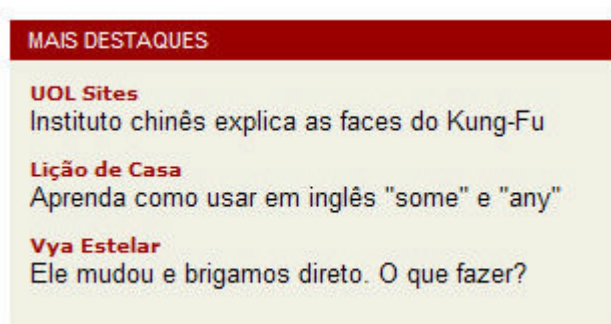 MAIS DESTAQUES
UOL Sites
Instituto chinês explica as faces do Kung-Fu
Lição de Casa
Aprenda como usar em inglês "some" e "any"
Vya Estelar
Ele mudou e brigamos direto. O que fazer?